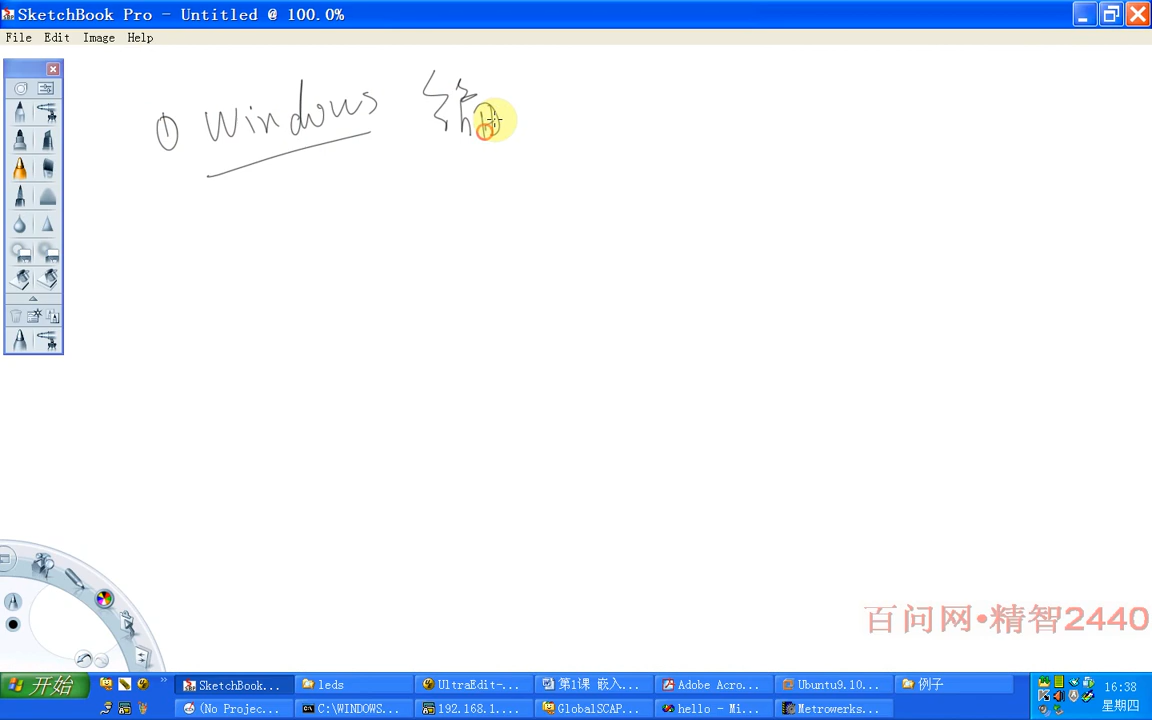 SketchBook Pro - Untitled @ 100.0%
File Edit Image Help
① Windows
百问网•精智2440
开始 SketchBook... leds UltraEdit-... 第1课 嵌入... Adobe Acro... Ubuntu9.10... 例子 16:38
(No Projec... C:\WINDOWS... 192.168.1.... GlobalSCAP... hello - Mi... Metrowerks... 星期四